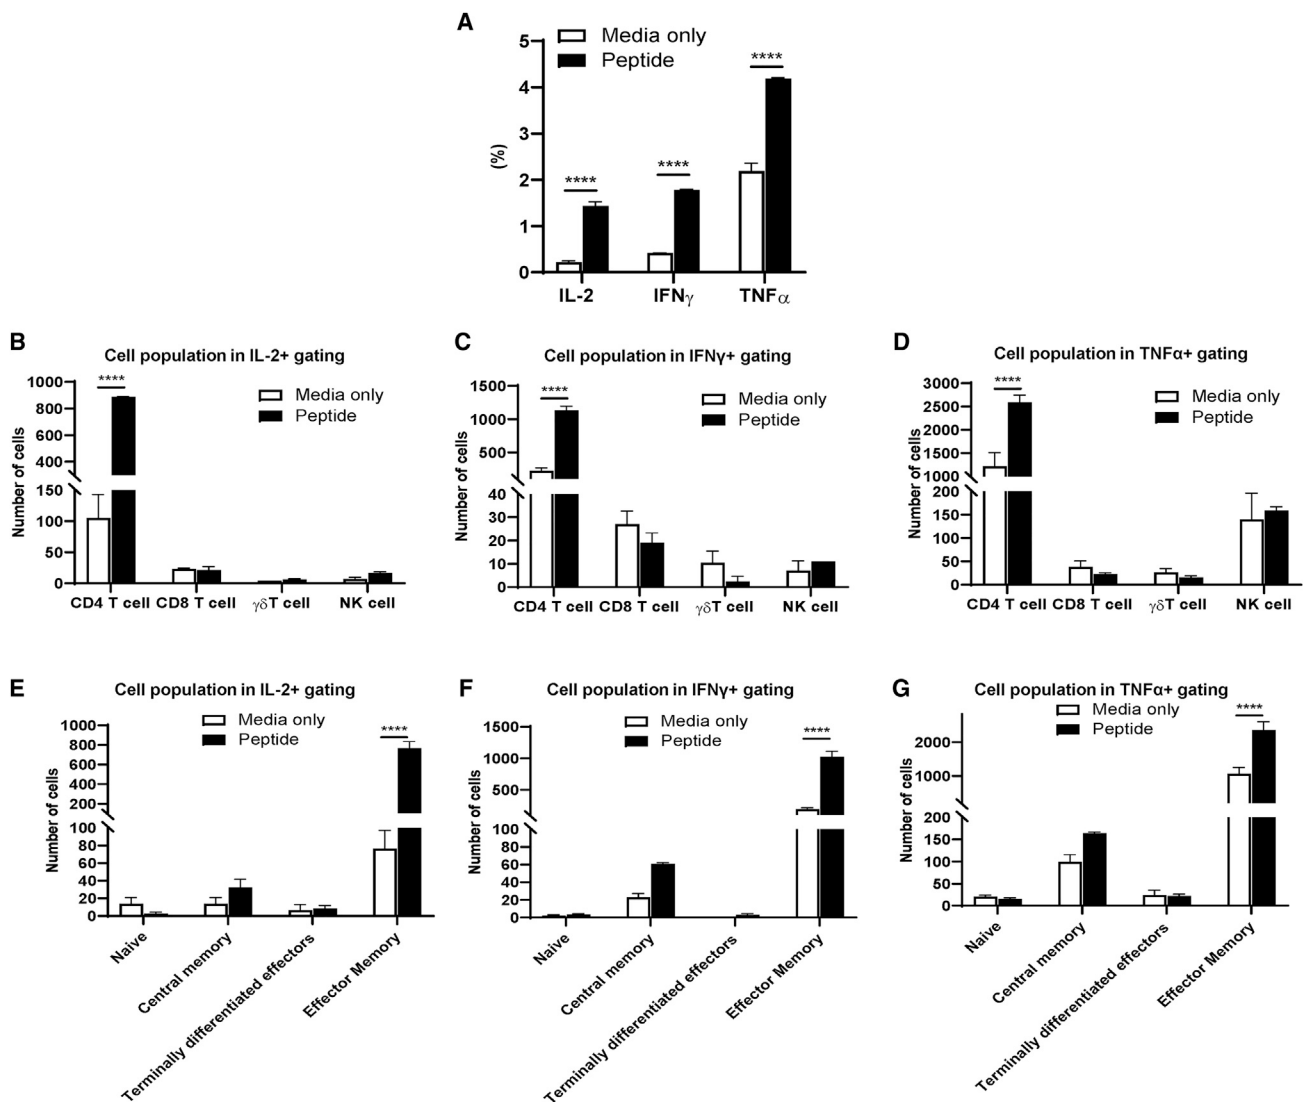 A
Media only
Peptide
(%)
5
4
3
2
1
0
****
****
****
IL-2 IFNγ TNFα
B
Cell population in IL-2+ gating
Media only
Peptide
Number of cells
1000
800
600
400
150
100
50
0
****
CD4 T cell CD8 T cell γδT cell NK cell
C
Cell population in IFNγ+ gating
Media only
Peptide
Number of cells
1500
1000
500
40
30
20
10
0
****
CD4 T cell CD8 T cell γδT cell NK cell
D
Cell population in TNFα+ gating
Media only
Peptide
Number of cells
3000
2500
2000
1500
1000
200
150
100
50
0
****
CD4 T cell CD8 T cell γδT cell NK cell
E
Cell population in IL-2+ gating
Media only
Peptide
Number of cells
1000
800
600
400
200
100
80
60
40
20
0
****
Naive
Central memory
Terminally differentiated effectors
Effector Memory
F
Cell population in IFNγ+ gating
Media only
Peptide
Number of cells
1500
1000
500
100
80
60
40
20
0
****
Naive
Central memory
Terminally differentiated effectors
Effector Memory
G
Cell population in TNFα+ gating
Media only
Peptide
Number of cells
2000
1000
200
150
100
50
0
****
Naive
Central memory
Terminally differentiated effectors
Effector Memory